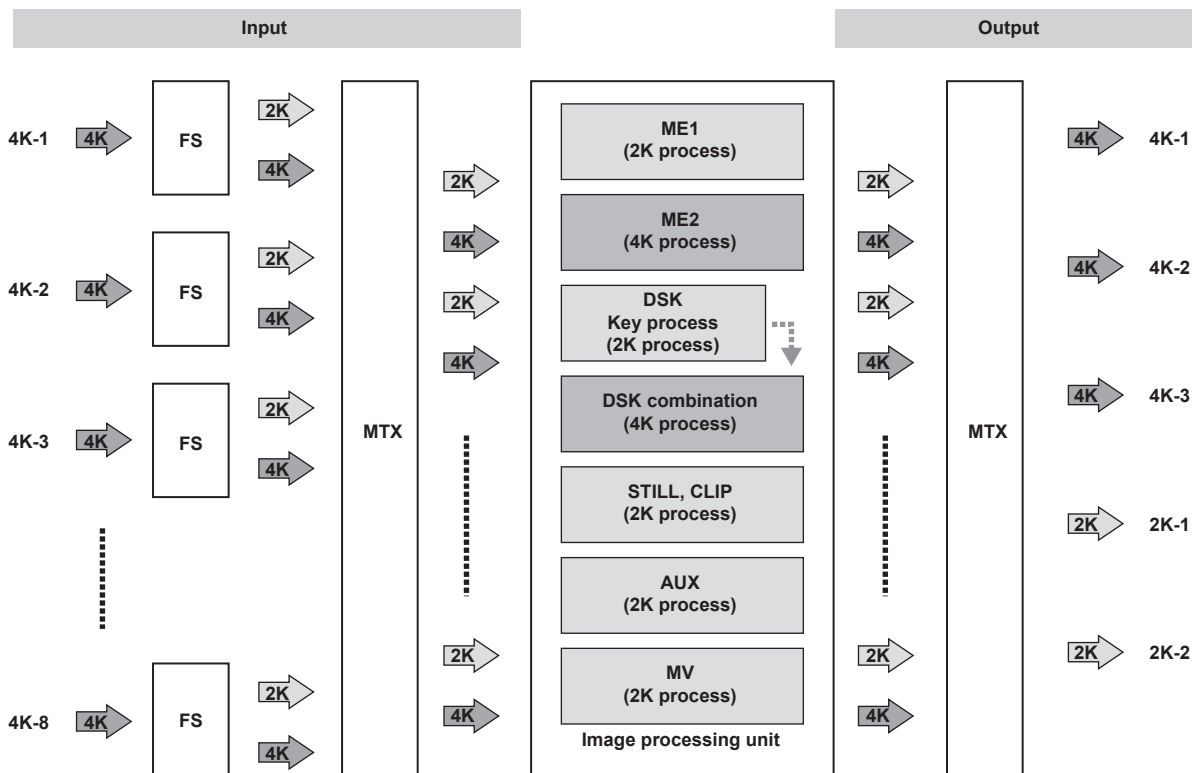 Input
Output
4K-1
4K
FS
2K
4K
4K-2
4K
FS
2K
4K
4K-3
4K
FS
2K
4K
4K-8
4K
FS
2K
4K
MTX
2K
4K
2K
4K
2K
4K
ME1
(2K process)
ME2
(4K process)
DSK
Key process
(2K process)
DSK combination
(4K process)
STILL, CLIP
(2K process)
AUX
(2K process)
MV
(2K process)
Image processing unit
2K
4K
2K
4K
2K
4K
MTX
4K
4K-1
4K
4K-2
4K
4K-3
2K
2K-1
2K
2K-2